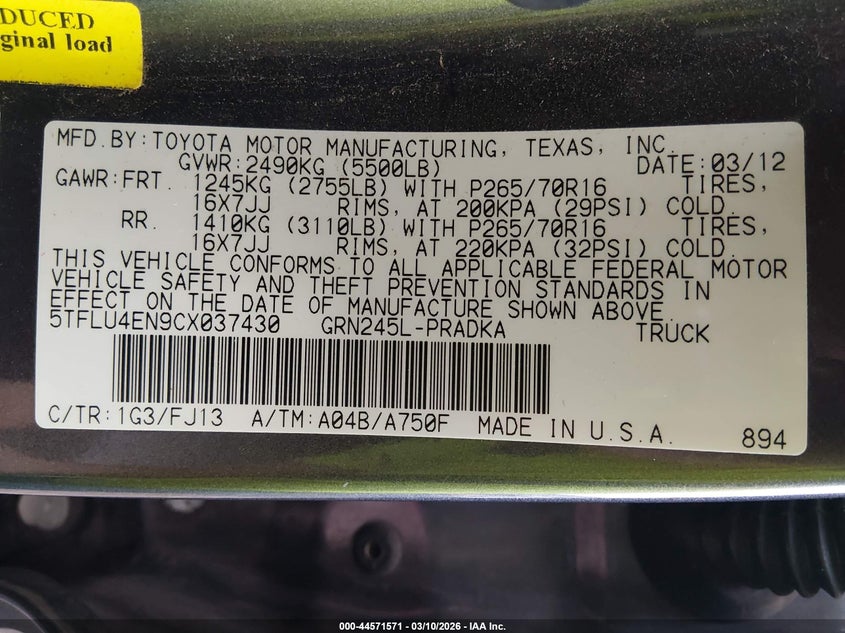 DUCED
ginal load
MFD.BY:TOYOTA MOTOR MANUFACTURING, TEXAS, INC.
GVWR:2490KG (5500LB) DATE:03/12
GAWR:FRT. 1245KG (2755LB) WITH P265/70R16 TIRES,
16X7JJ RIMS, AT 200KPA (29PSI) COLD.
RR. 1410KG (3110LB) WITH P265/70R16 TIRES,
16X7JJ RIMS, AT 220KPA (32PSI) COLD.
THIS VEHICLE CONFORMS TO ALL APPLICABLE FEDERAL MOTOR
VEHICLE SAFETY AND THEFT PREVENTION STANDARDS IN
EFFECT ON THE DATE OF MANUFACTURE SHOWN ABOVE.
5TFLU4EN9CX037430 GRN245L-PRADKA TRUCK
C/TR:1G3/FJ13 A/TM:A04B/A750F MADE IN U.S.A.
894
000-44571571 | 03/10/2026 - IAA Inc.